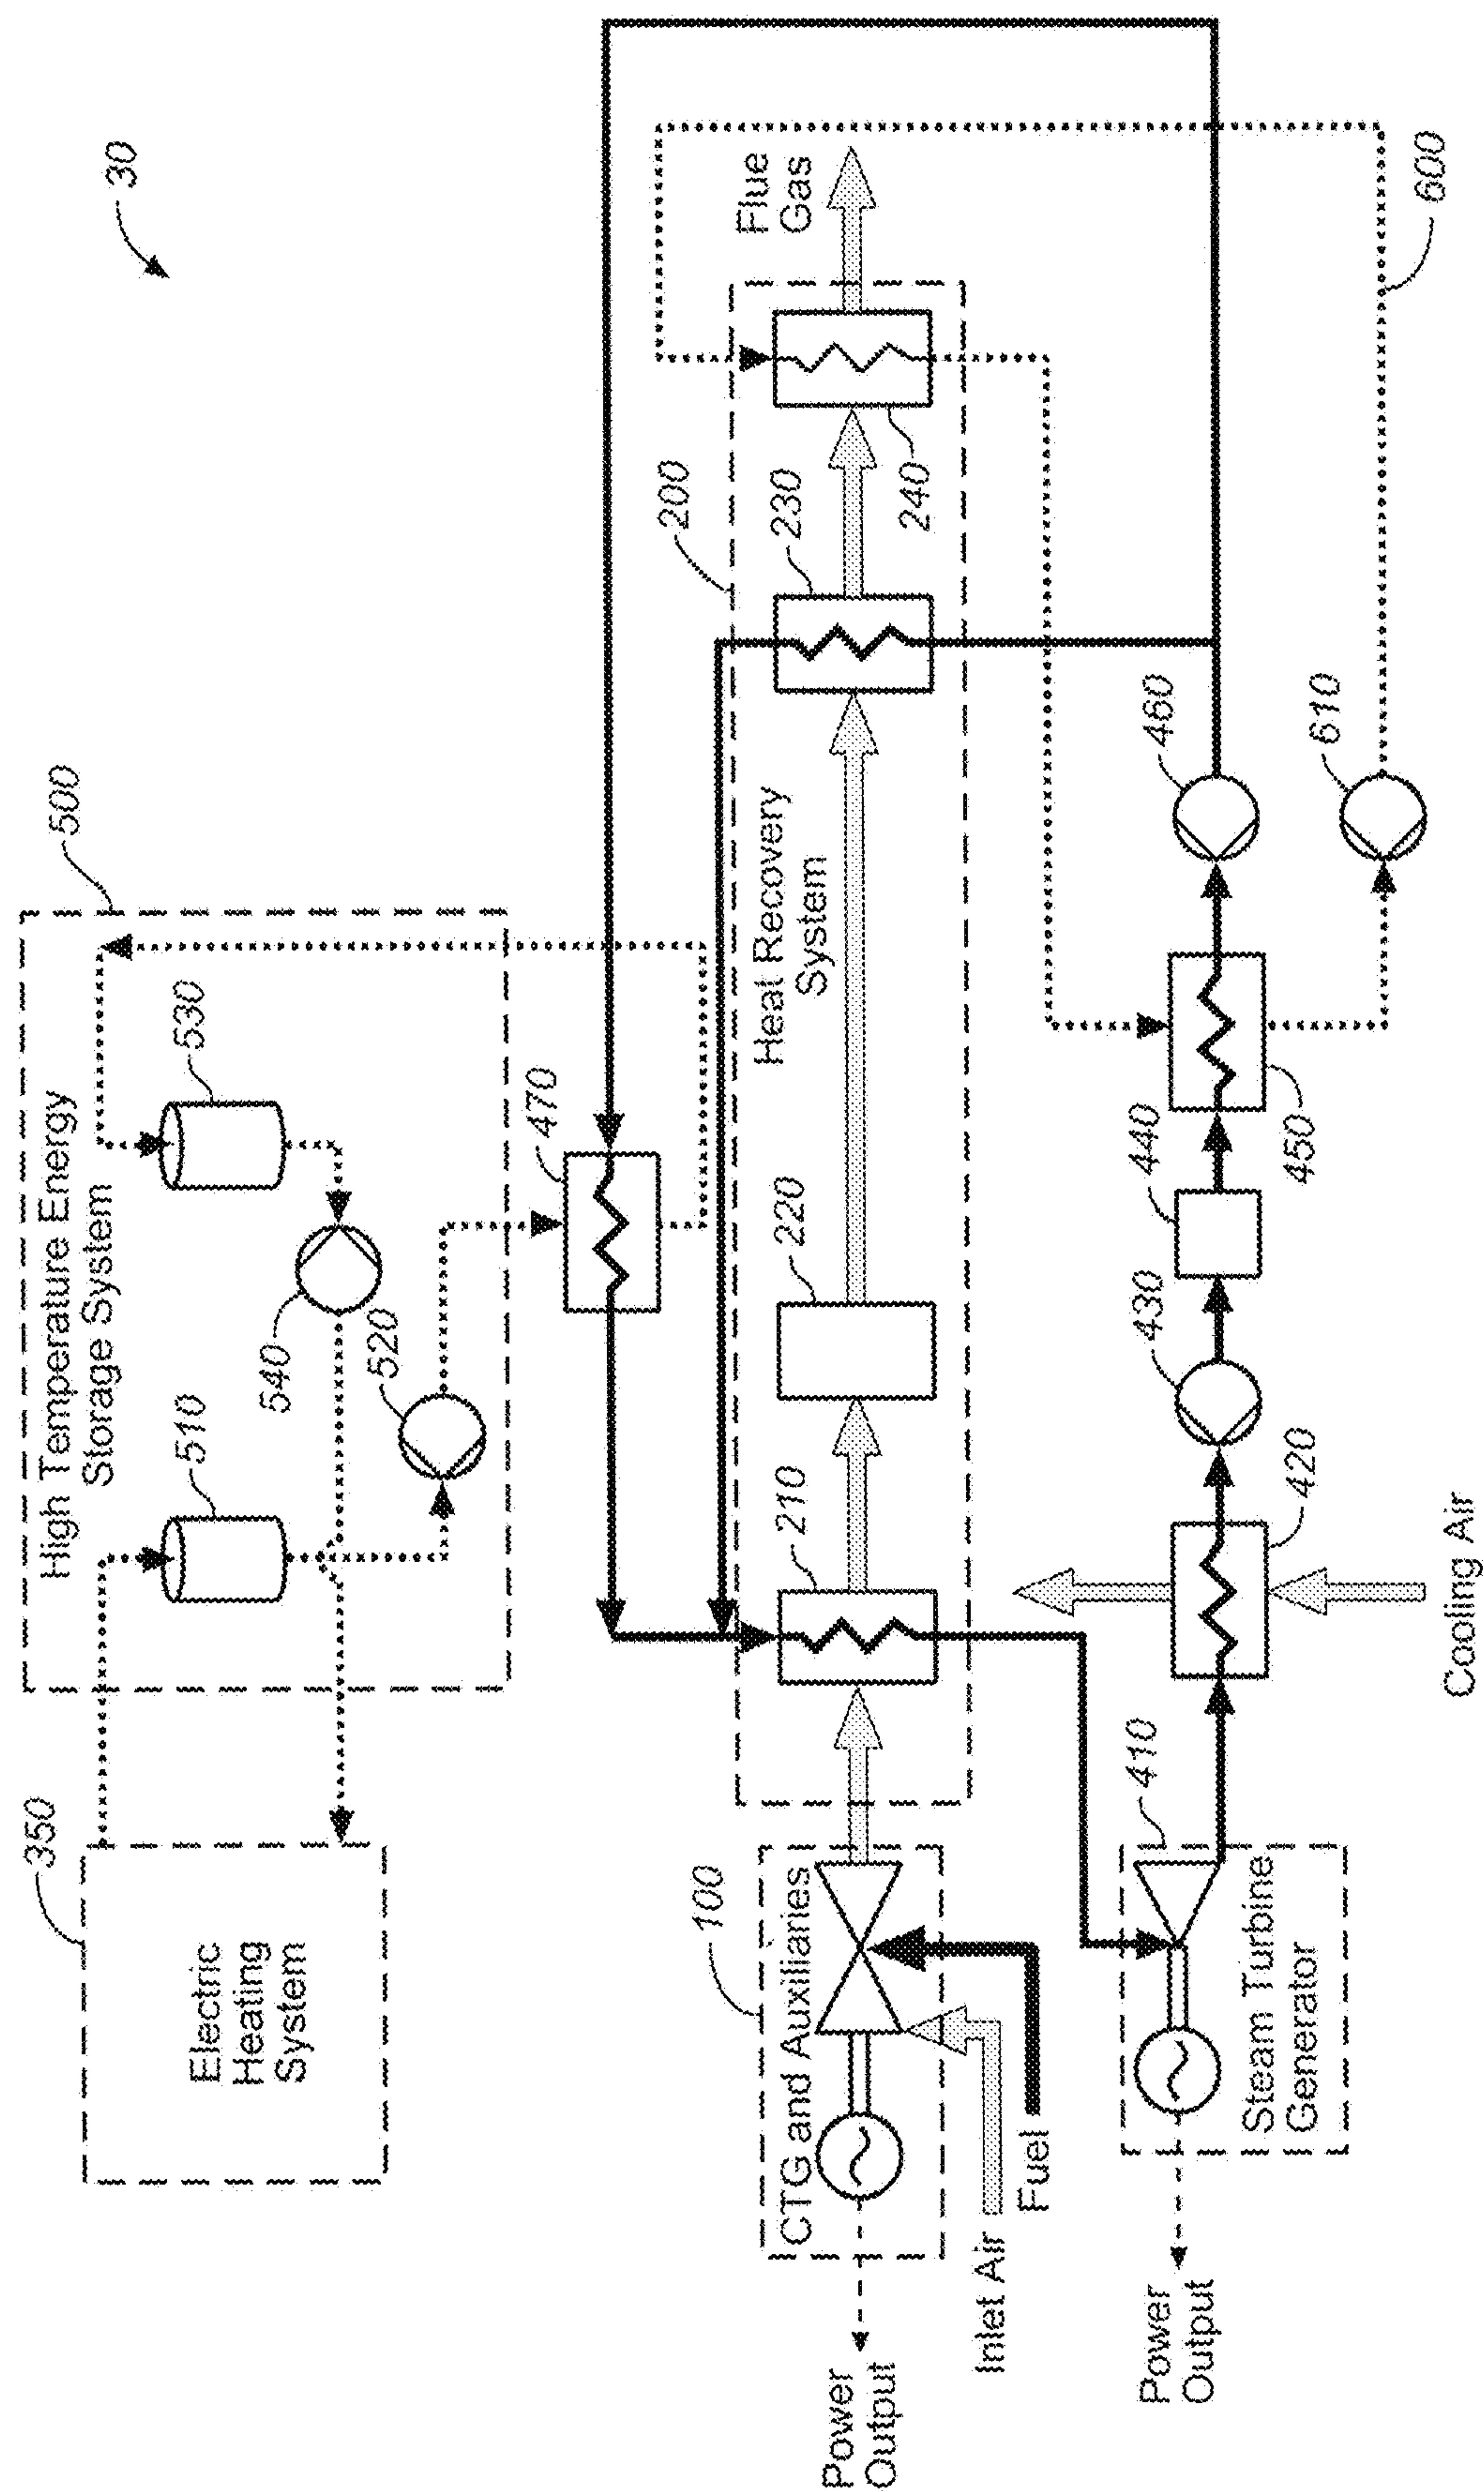 30
350
Electric
Heating
System
500
High Temperature Energy
Storage System
510
530
540
520
470
200
Heat Recovery
System
210
220
230
240
Flue
Gas
100
CTG and Auxiliaries
Power
Output
Inlet Air
Fuel
410
Steam Turbine
Generator
Power
Output
420
Cooling Air
430
440
450
460
610
600